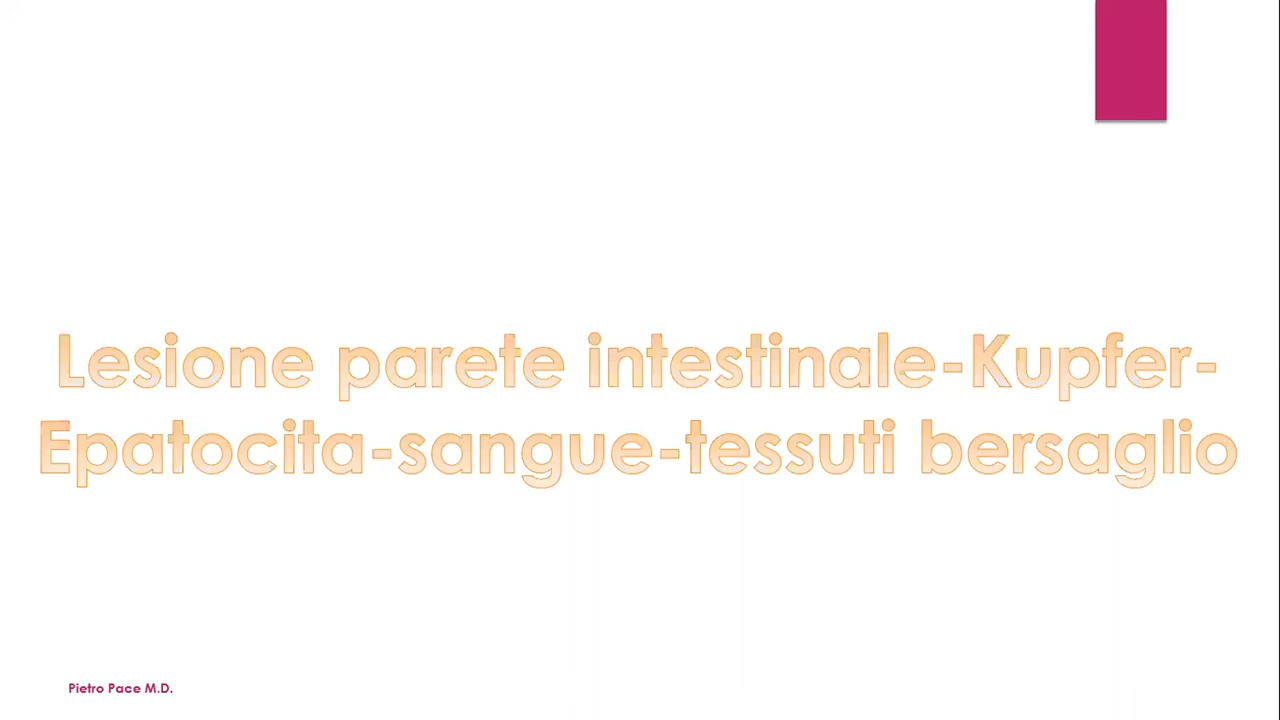 Lesione parete intestinale-Kupfer-
Epatocita-sangue-tessuti bersaglio
Pietro Pace M.D.